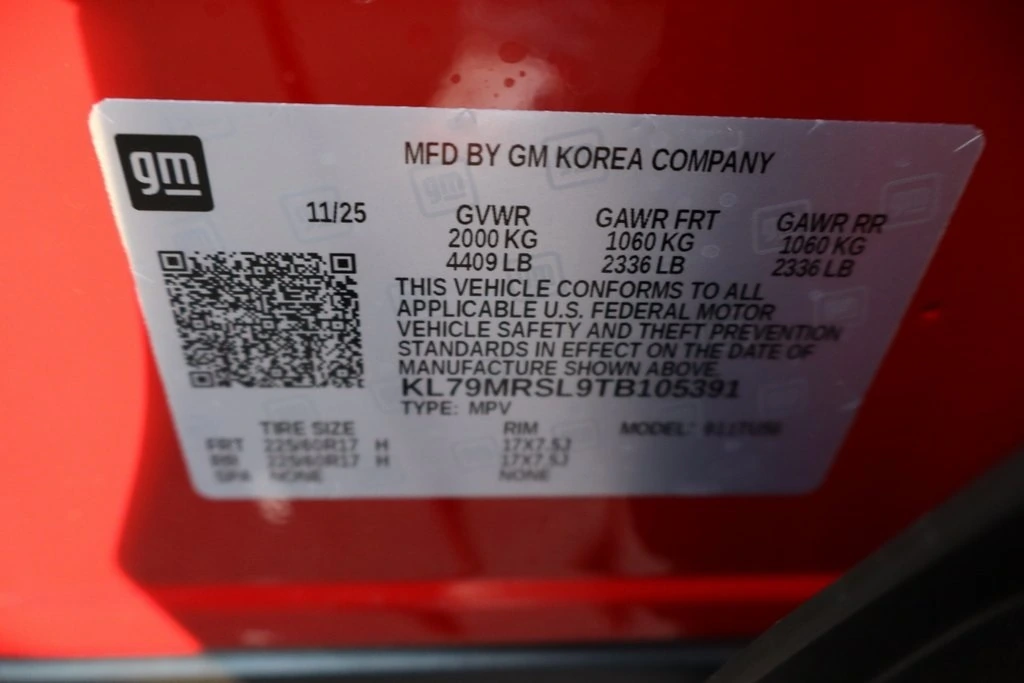 gm
MFD BY GM KOREA COMPANY
11/25 GVWR GAWR FRT GAWR RR
2000 KG 1060 KG 1060 KG
4409 LB 2336 LB 2336 LB
THIS VEHICLE CONFORMS TO ALL
APPLICABLE U.S. FEDERAL MOTOR
VEHICLE SAFETY AND THEFT PREVENTION
STANDARDS IN EFFECT ON THE DATE OF
MANUFACTURE SHOWN ABOVE.
KL79MRSL9TB105391
TYPE: MPV
TIRE SIZE RIM MODEL:
FRT 225/60R17 H 17X7.5J
RR 225/60R17 H 17X7.5J
SPA NONE NONE